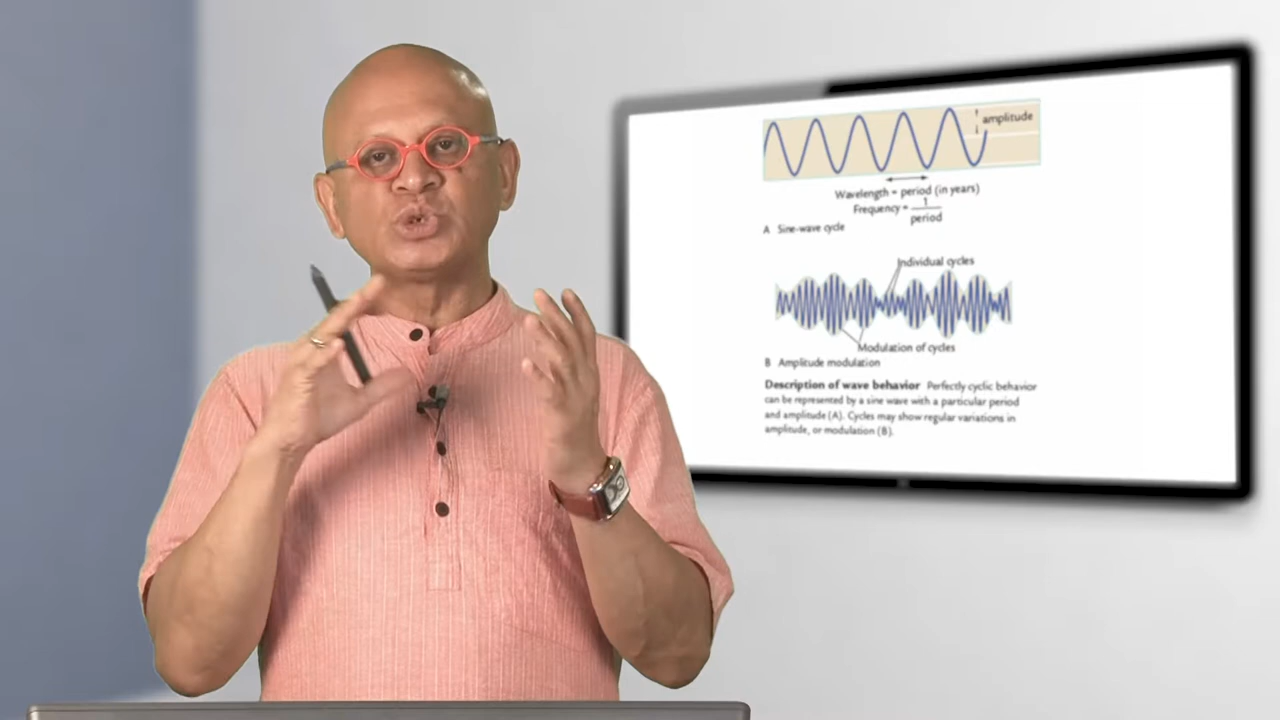 amplitude
Wavelength = period (in years)
Frequency = 1
period
A Sine-wave cycle
Individual cycles
Modulation of cycles
B Amplitude modulation
Description of wave behavior Perfectly cyclic behavior
can be represented by a sine wave with a particular period
and amplitude (A). Cycles may show regular variations in
amplitude, or modulation (B).